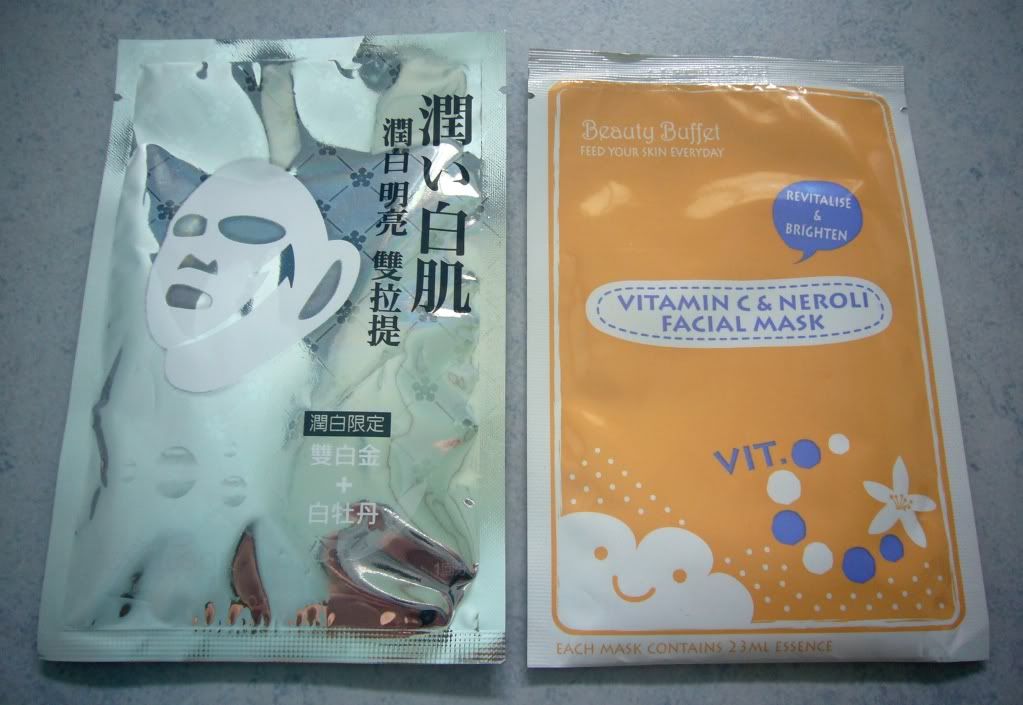 潤い白肌
潤白 明亮 雙拉提
潤白限定
雙白金
+
白牡丹
Beauty Buffet
FEED YOUR SKIN EVERYDAY
REVITALISE
&
BRIGHTEN
VITAMIN C & NEROLI
FACIAL MASK
VIT.
EACH MASK CONTAINS 23ML ESSENCE